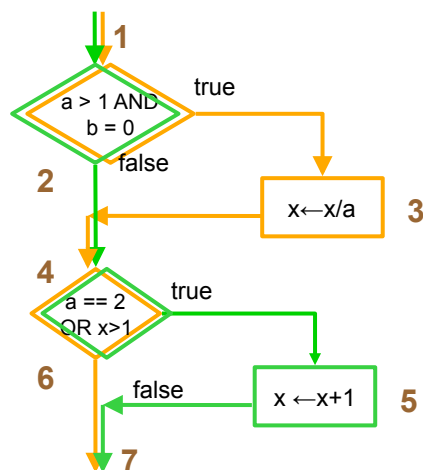 1
true
a > 1 AND
b = 0
false
2
x←x/a
3
4
true
a == 2
OR x>1
6
false
x ←x+1
5
7